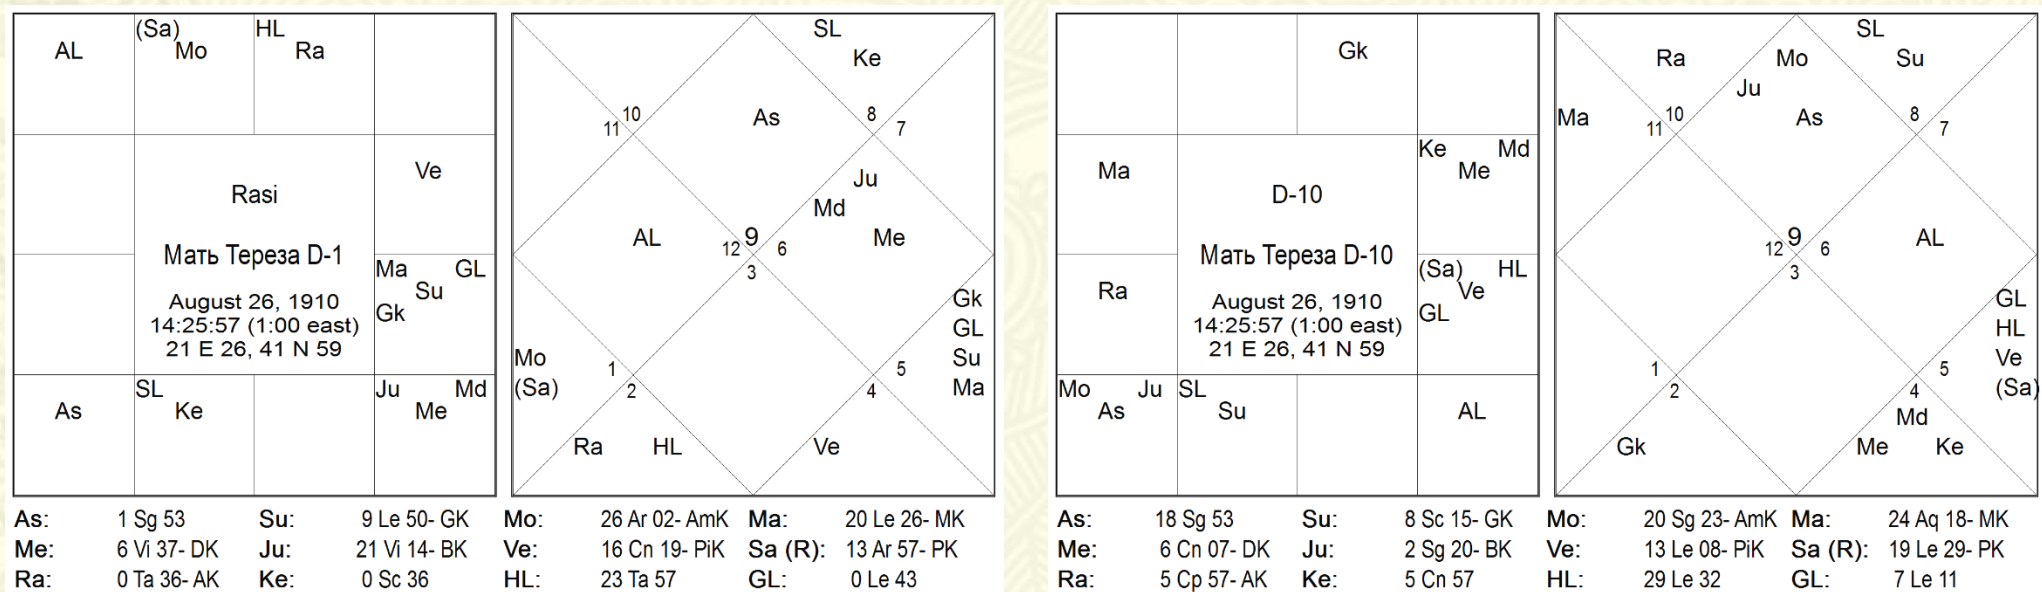 (Sa) HL
AL Mo Ra
Ve
Rasi
Мать Тереза D-1
August 26, 1910
14:25:57 (1:00 east)
21 E 26, 41 N 59
Ma GL
Su
Gk
SL Ju Md
As Ke Me
SL
Ke
10 As 8
11 7
Ju
Md
AL Me
12 9 6
3
Gk
GL
Su
Ma
Mo
(Sa)
1 5
2 4
Ra HL Ve
As: 1 Sg 53 Su: 9 Le 50- GK Mo: 26 Ar 02- AmK Ma: 20 Le 26- MK
Me: 6 Vi 37- DK Ju: 21 Vi 14- BK Ve: 16 Cn 19- PiK Sa (R): 13 Ar 57- PK
Ra: 0 Ta 36- AK Ke: 0 Sc 36 HL: 23 Ta 57 GL: 0 Le 43
Gk
Ke Md
Ma Me
D-10
Мать Тереза D-10
August 26, 1910
14:25:57 (1:00 east)
21 E 26, 41 N 59
(Sa) HL
Ra Ve
GL
Mo Ju SL
As Su AL
SL
Ra Mo Su
Ju
Ma 10 As 8
11 7
AL
12 9 6
3
GL
HL
Ve
(Sa)
1 5
2 4
Md
Gk Me Ke
As: 18 Sg 53 Su: 8 Sc 15- GK Mo: 20 Sg 23- AmK Ma: 24 Aq 18- MK
Me: 6 Cn 07- DK Ju: 2 Sg 20- BK Ve: 13 Le 08- PiK Sa (R): 19 Le 29- PK
Ra: 5 Cp 57- AK Ke: 5 Cn 57 HL: 29 Le 32 GL: 7 Le 11